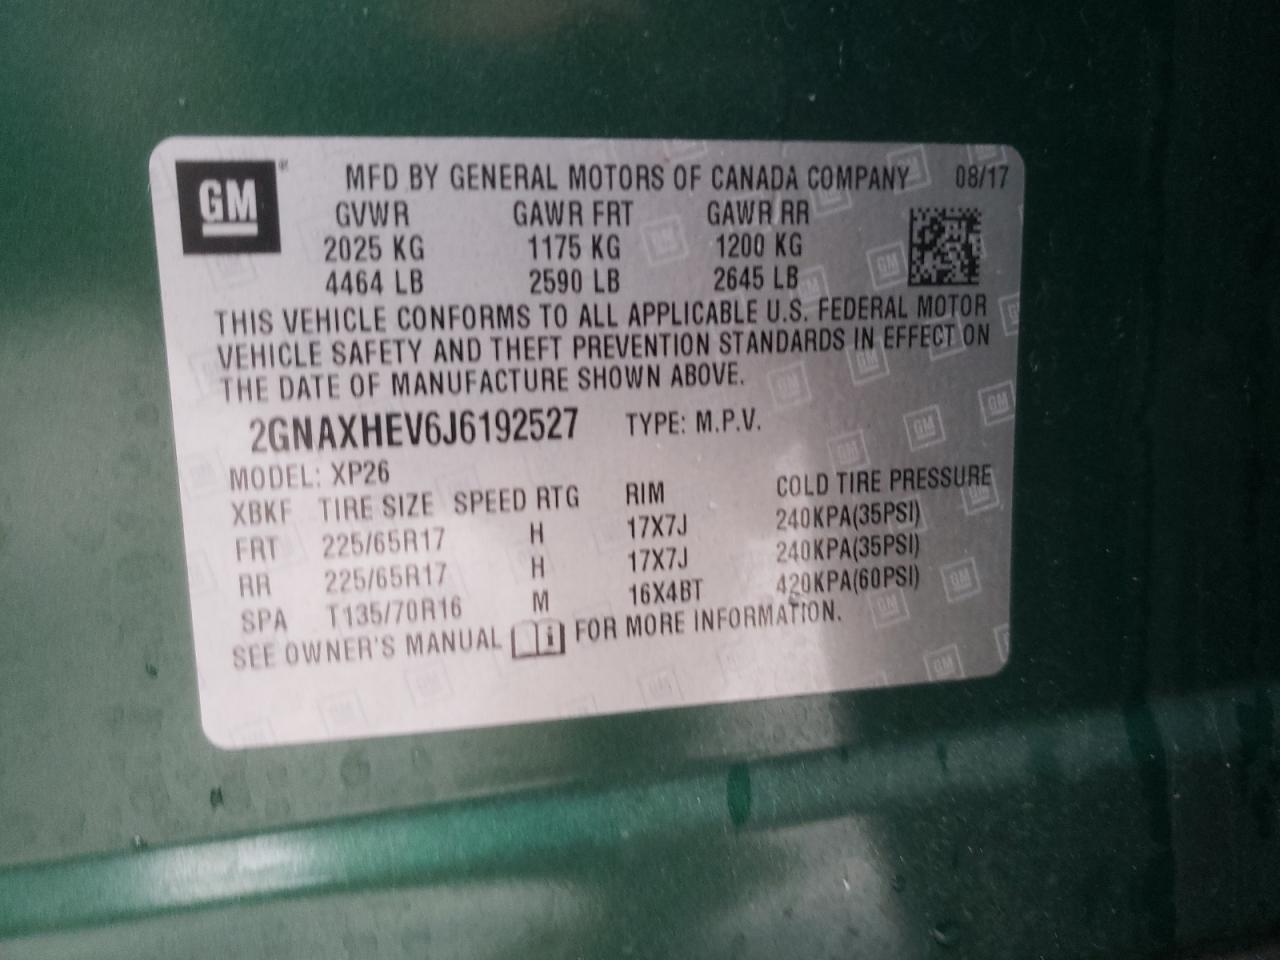 GM
MFD BY GENERAL MOTORS OF CANADA COMPANY 08/17
GVWR GAWR FRT GAWR RR
2025 KG 1175 KG 1200 KG
4464 LB 2590 LB 2645 LB
THIS VEHICLE CONFORMS TO ALL APPLICABLE U.S. FEDERAL MOTOR
VEHICLE SAFETY AND THEFT PREVENTION STANDARDS IN EFFECT ON
THE DATE OF MANUFACTURE SHOWN ABOVE.
2GNAXHEV6J6192527 TYPE: M.P.V.
MODEL: XP26
XBKF TIRE SIZE SPEED RTG RIM COLD TIRE PRESSURE
FRT 225/65R17 H 17X7J 240KPA(35PSI)
RR 225/65R17 H 17X7J 240KPA(35PSI)
SPA T135/70R16 M 16X4BT 420KPA(60PSI)
SEE OWNER'S MANUAL i FOR MORE INFORMATION.